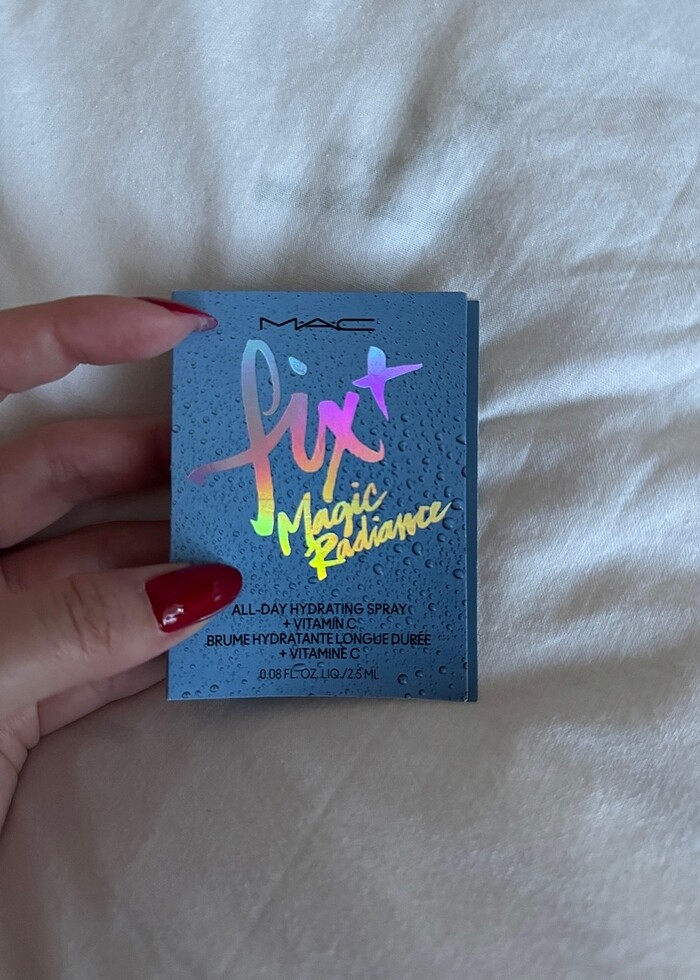 MAC
fix+
Magic
Radiance
ALL-DAY HYDRATING SPRAY
+ VITAMIN C
BRUME HYDRATANTE LONGUE DURÉE
+ VITAMINE C
0.08 FL. OZ. LIQ./2.5 ML